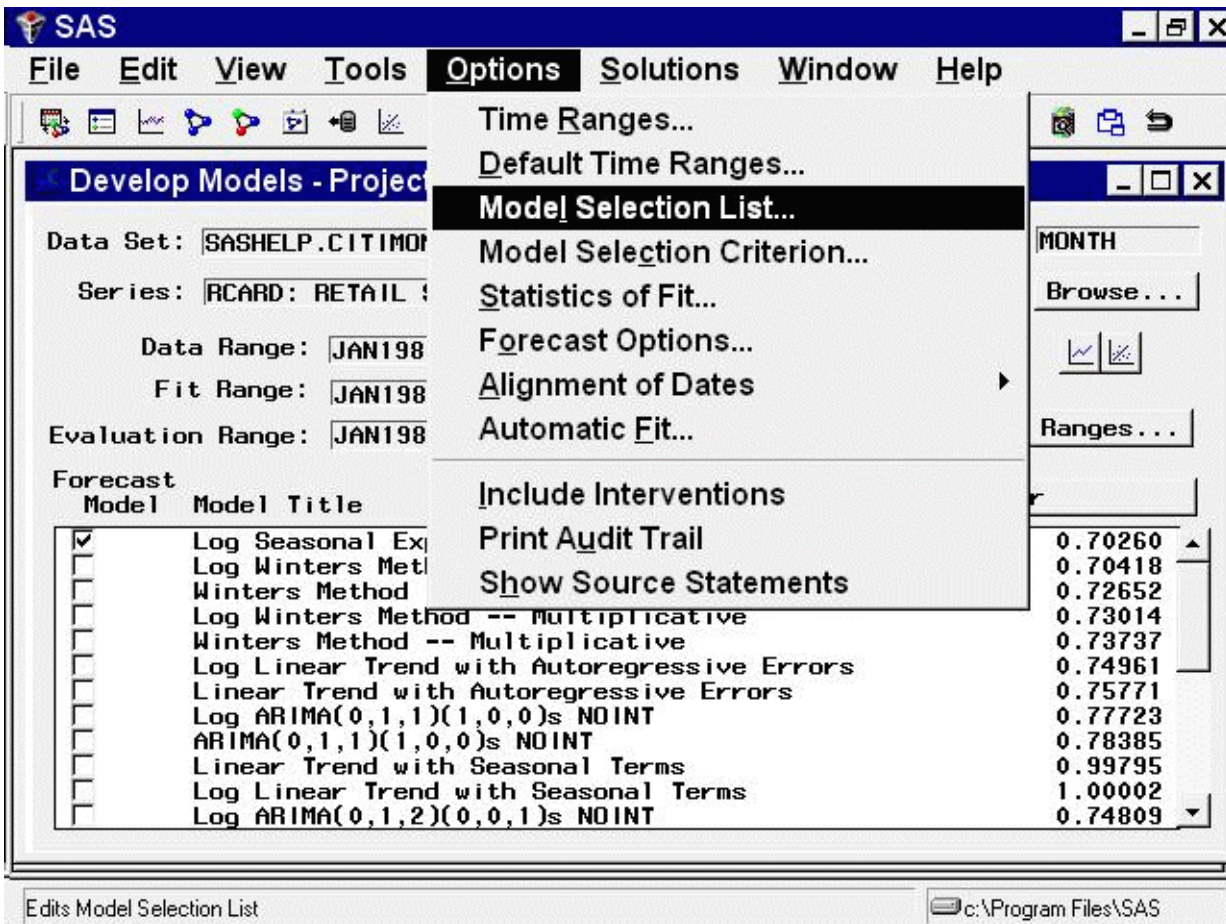 SAS
File Edit View Tools Options Solutions Window Help
Time Ranges...
Default Time Ranges...
Model Selection List...
Model Selection Criterion...
Statistics of Fit...
Forecast Options...
Alignment of Dates
Automatic Fit...
Include Interventions
Print Audit Trail
Show Source Statements
Develop Models - Project
Data Set: SASHELP.CITIMON MONTH
Series: RCARD: RETAIL Browse...
Data Range: JAN198
Fit Range: JAN198
Evaluation Range: JAN198 Ranges...
Forecast
Model Model Title r
Log Seasonal Exp 0.70260
Log Winters Meth 0.70418
Winters Method 0.72652
Log Winters Method -- Multiplicative 0.73014
Winters Method -- Multiplicative 0.73737
Log Linear Trend with Autoregressive Errors 0.74961
Linear Trend with Autoregressive Errors 0.75771
Log ARIMA(0,1,1)(1,0,0)s NOINT 0.77723
ARIMA(0,1,1)(1,0,0)s NOINT 0.78385
Linear Trend with Seasonal Terms 0.99795
Log Linear Trend with Seasonal Terms 1.00002
Log ARIMA(0,1,2)(0,0,1)s NOINT 0.74809
Edits Model Selection List c:\Program Files\SAS